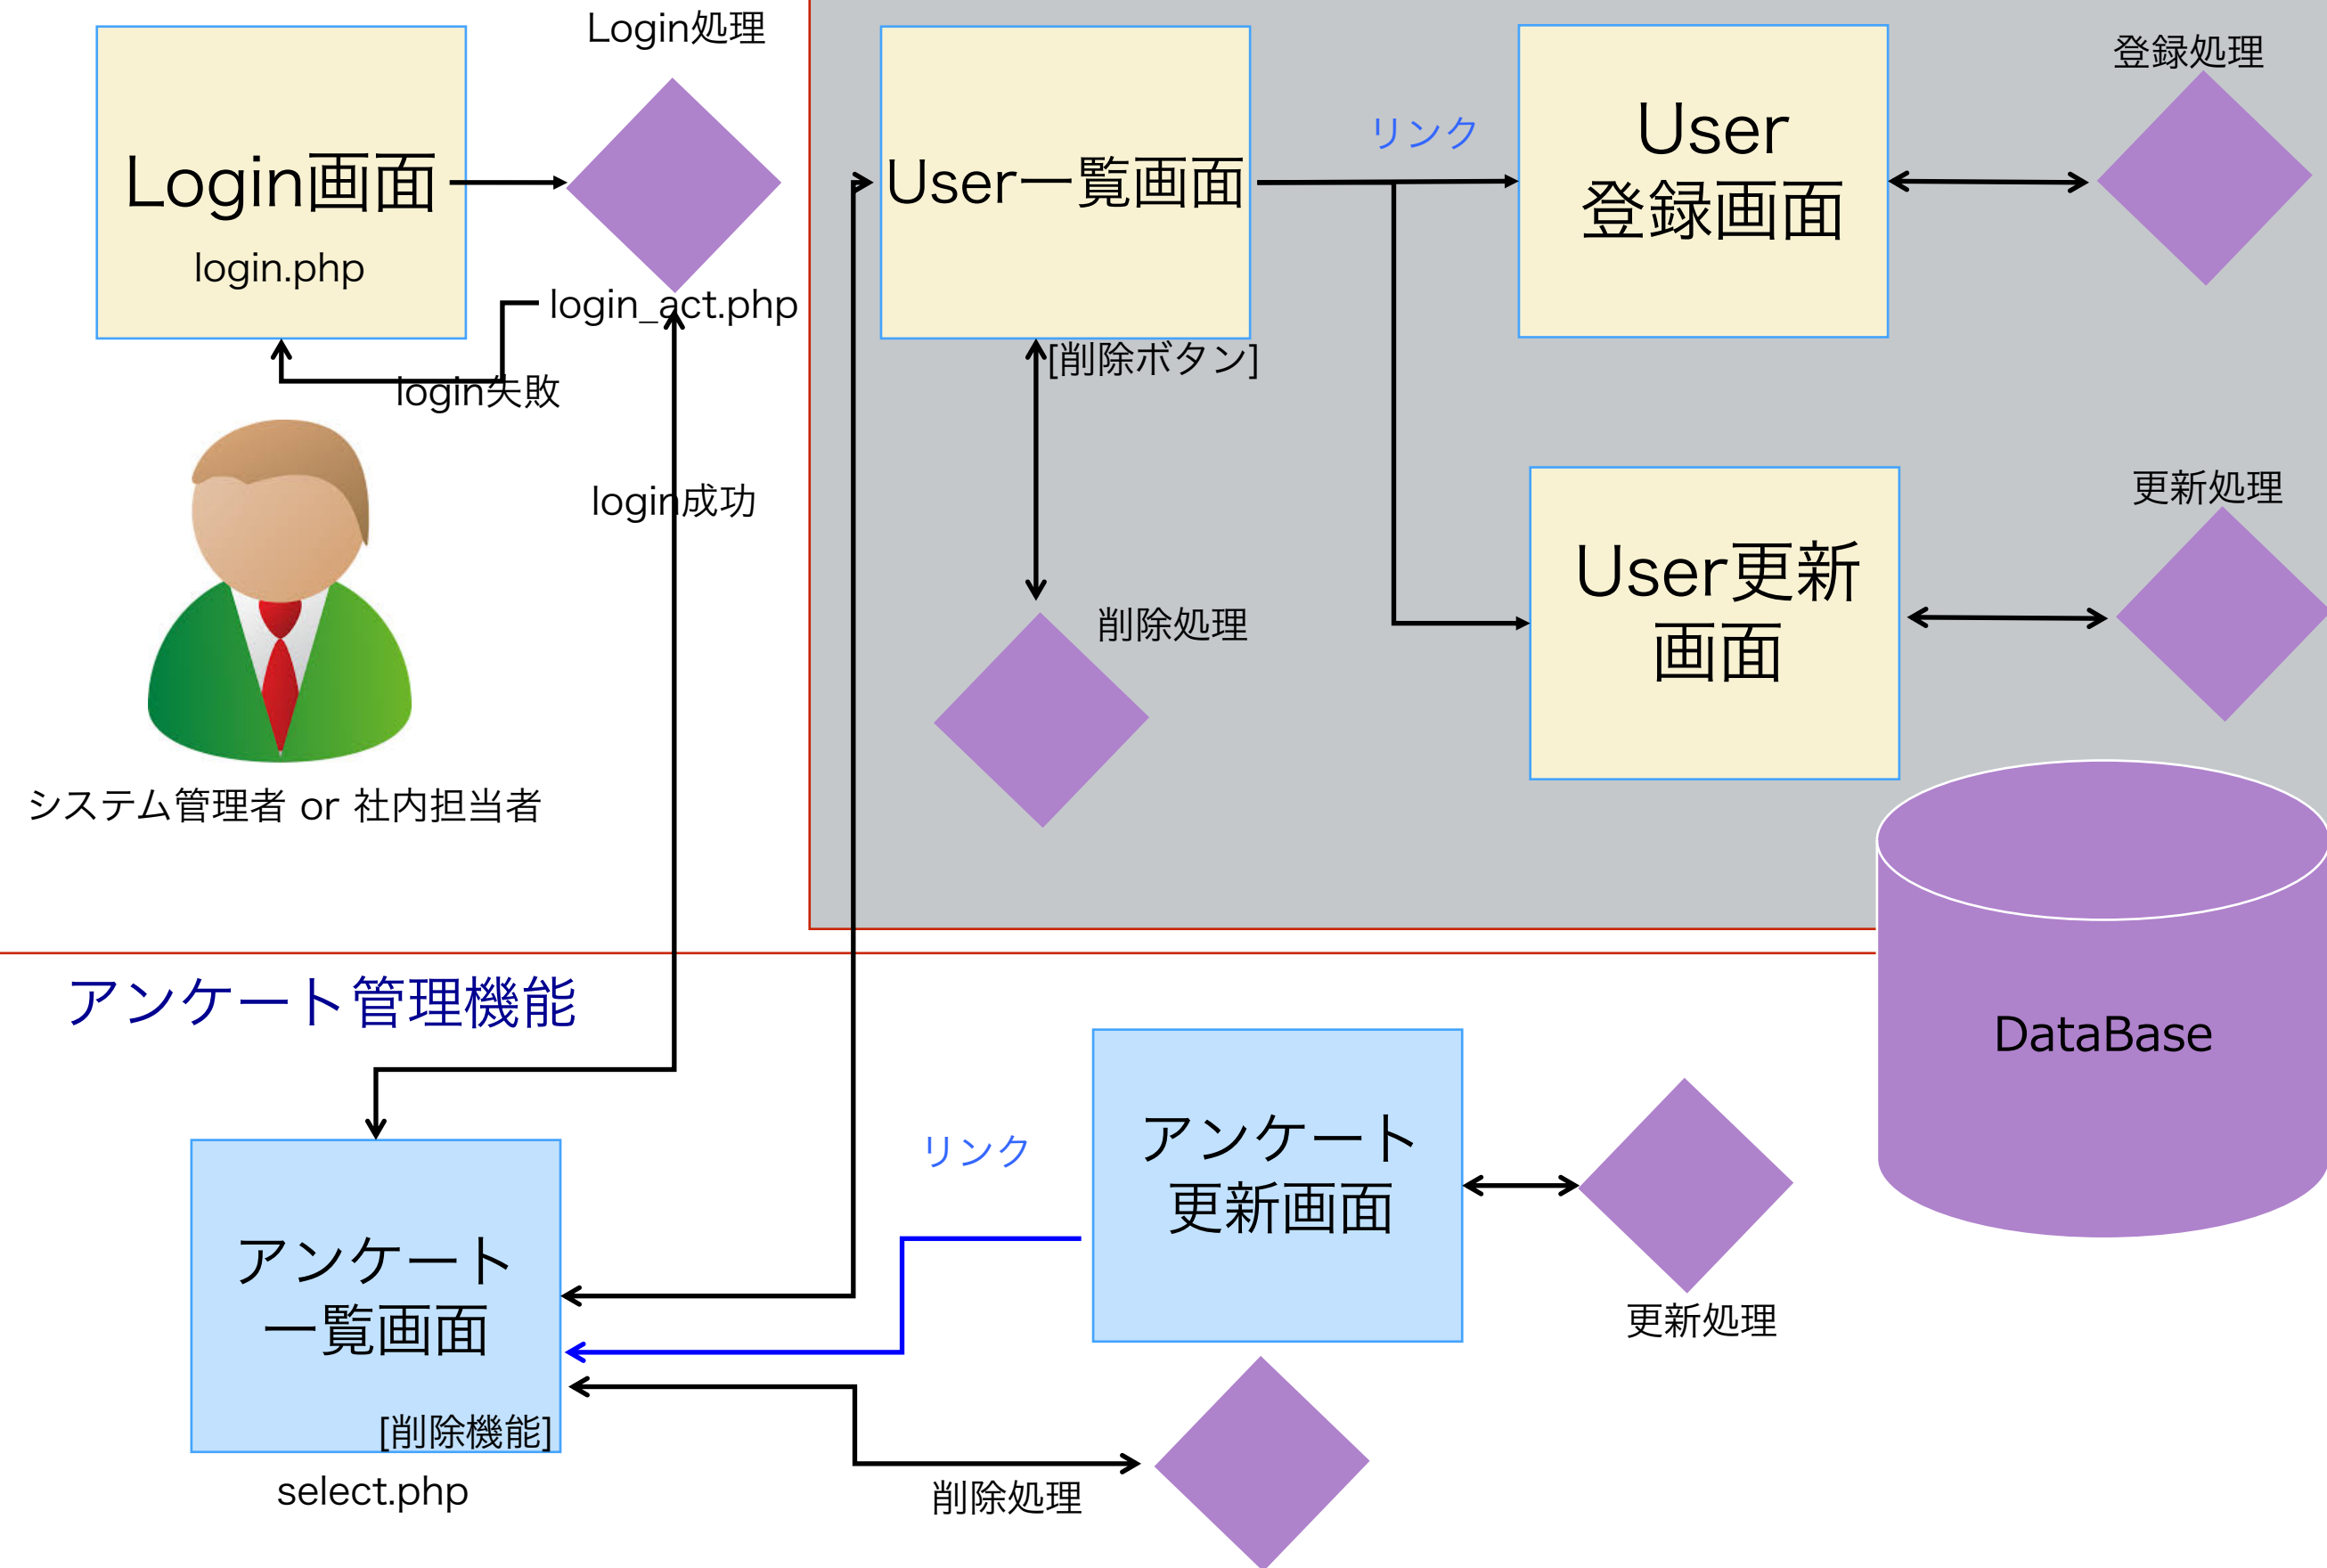 Login処理
Login画面
login.php
login_act.php
login失敗
login成功
システム管理者 or 社内担当者
User一覧画面
[削除ボタン]
削除処理
リンク
User
登録画面
登録処理
User更新
画面
更新処理
DataBase
アンケート管理機能
アンケート
一覧画面
[削除機能]
select.php
リンク
アンケート
更新画面
更新処理
削除処理